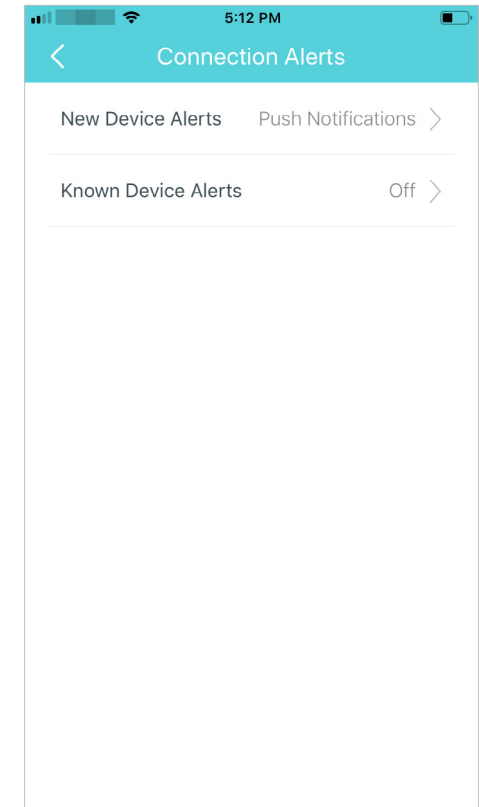 5:12 PM
Connection Alerts
New Device Alerts Push Notifications
Known Device Alerts Off